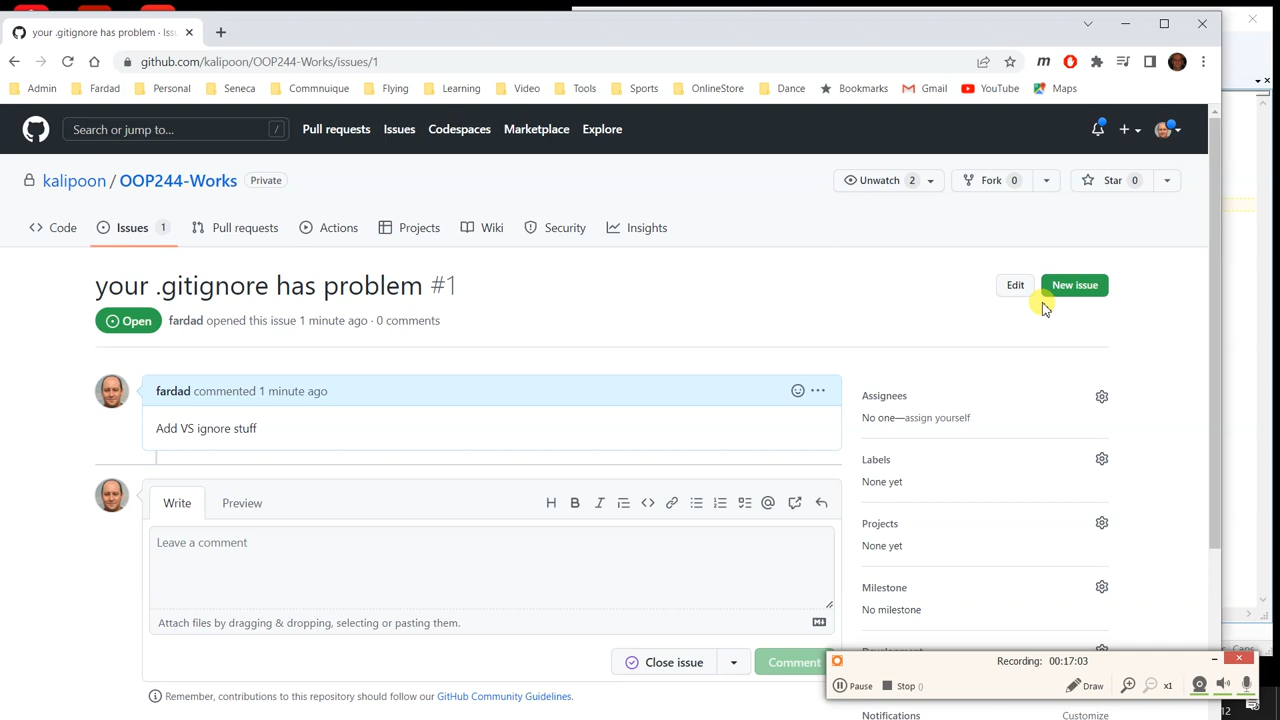 your .gitignore has problem · Issu
github.com/kalipoon/OOP244-Works/issues/1
m
Admin Fardad Personal Seneca Commnuique Flying Learning Video Tools Sports OnlineStore Dance Bookmarks Gmail YouTube Maps
Search or jump to... / Pull requests Issues Codespaces Marketplace Explore
kalipoon / OOP244-Works Private Unwatch 2 Fork 0 Star 0
Code Issues 1 Pull requests Actions Projects Wiki Security Insights
your .gitignore has problem #1 Edit New issue
Open fardad opened this issue 1 minute ago · 0 comments
fardad commented 1 minute ago
Add VS ignore stuff
Write Preview
Leave a comment
Attach files by dragging & dropping, selecting or pasting them.
Close issue Comment
Remember, contributions to this repository should follow our GitHub Community Guidelines.
Assignees
No one—assign yourself
Labels
None yet
Projects
None yet
Milestone
No milestone
Recording: 00:17:03
Pause Stop () Draw x1
Notifications Customize
12